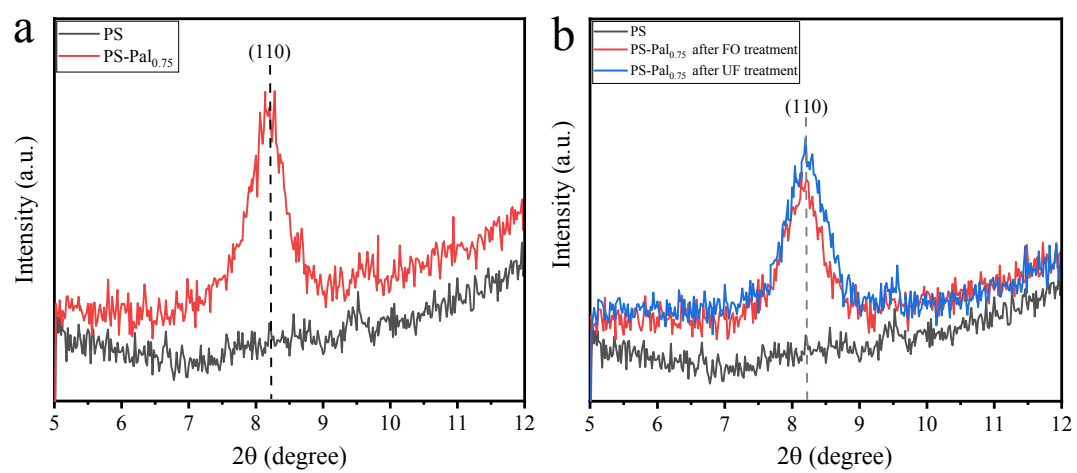 a
PS
PS-Pal0.75
(110)
Intensity (a.u.)
5 6 7 8 9 10 11 12
2θ (degree)
b
PS
PS-Pal0.75 after FO treatment
PS-Pal0.75 after UF treatment
(110)
Intensity (a.u.)
5 6 7 8 9 10 11 12
2θ (degree)